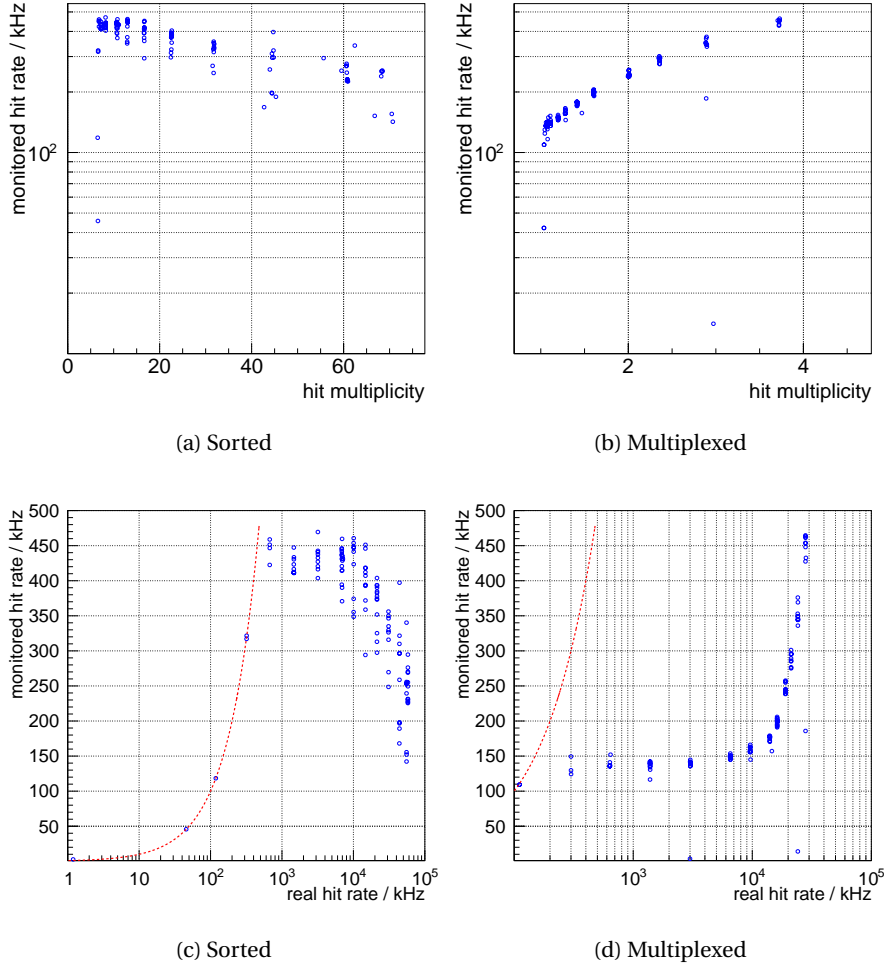 monitored hit rate / kHz
10²
0 20 40 60
hit multiplicity
(a) Sorted
monitored hit rate / kHz
10²
2 4
hit multiplicity
(b) Multiplexed
monitored hit rate / kHz
500
450
400
350
300
250
200
150
100
50
1 10 10² 10³ 10⁴ 10⁵
real hit rate / kHz
(c) Sorted
monitored hit rate / kHz
500
450
400
350
300
250
200
150
100
50
10³ 10⁴ 10⁵
real hit rate / kHz
(d) Multiplexed